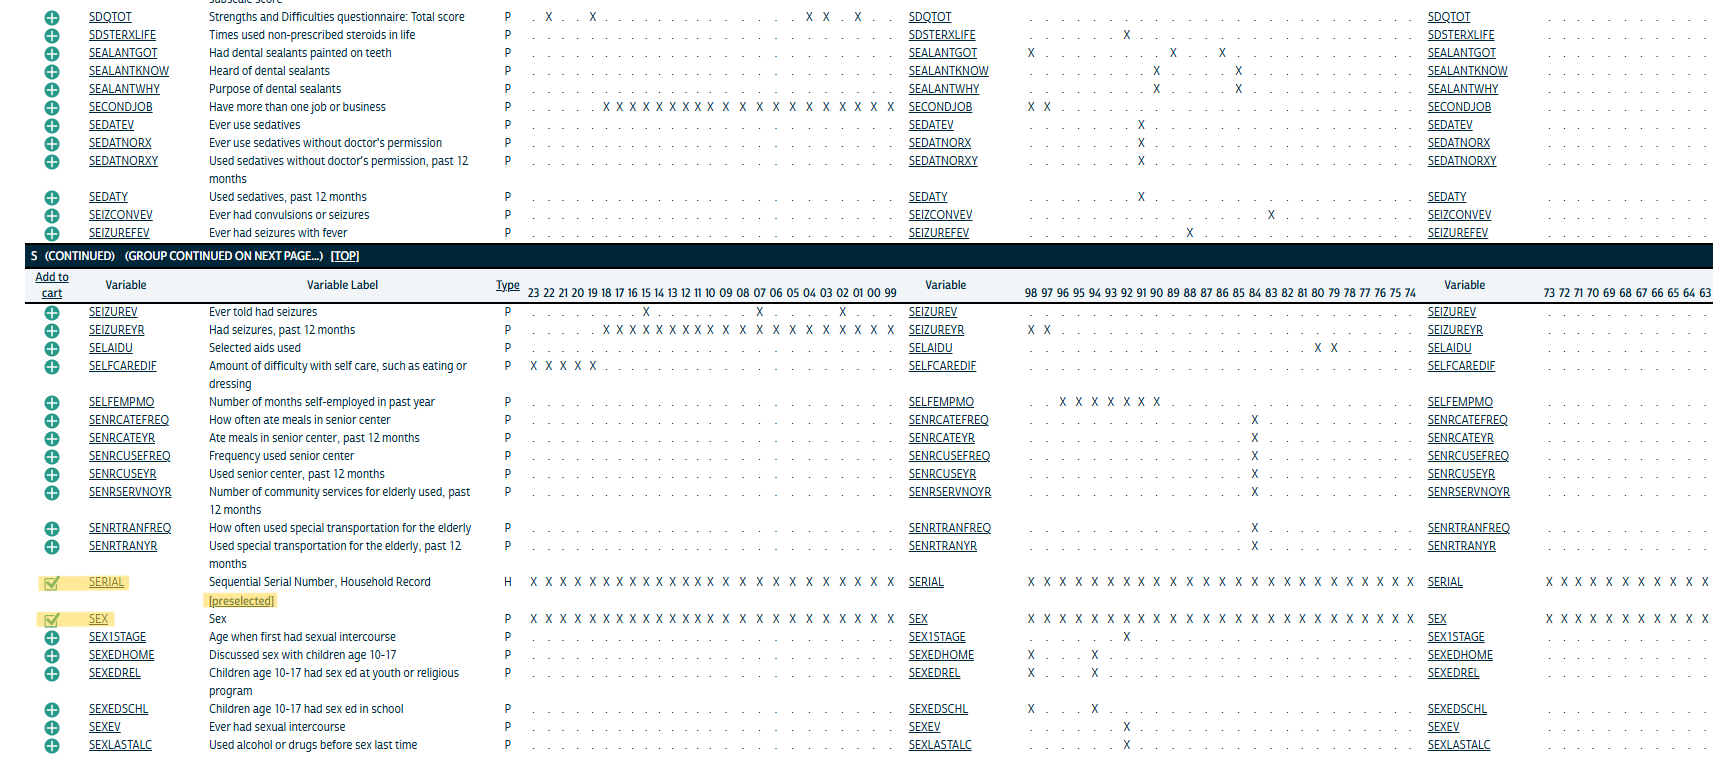 subscale score
SDQTOT Strengths and Difficulties questionnaire: Total score P . X . . X . . . . . . . . . . . . . . X X . X . . SDQTOT . . . . . . . . . . . . . . . . . . . . . . . . . SDQTOT . . . . . . . . . . .
SDSTERXLIFE Times used non-prescribed steroids in life P . . . . . . . . . . . . . . . . . . . . . . . . . SDSTERXLIFE . . . . . . X . . . . . . . . . . . . . . . . . . SDSTERXLIFE . . . . . . . . . . .
SEALANTGOT Had dental sealants painted on teeth P . . . . . . . . . . . . . . . . . . . . . . . . . SEALANTGOT X . . . . . . . . X . . X . . . . . . . . . . . . SEALANTGOT . . . . . . . . . . .
SEALANTKNOW Heard of dental sealants P . . . . . . . . . . . . . . . . . . . . . . . . . SEALANTKNOW . . . . . . . . X . . . . X . . . . . . . . . . . SEALANTKNOW . . . . . . . . . . .
SEALANTWHY Purpose of dental sealants P . . . . . . . . . . . . . . . . . . . . . . . . . SEALANTWHY . . . . . . . . X . . . . X . . . . . . . . . . . SEALANTWHY . . . . . . . . . . .
SECONDJOB Have more than one job or business P . . . . . X X X X X X X X X X X X X X X X X X X X SECONDJOB X X . . . . . . . . . . . . . . . . . . . . . . . SECONDJOB . . . . . . . . . . .
SEDATEV Ever use sedatives P . . . . . . . . . . . . . . . . . . . . . . . . . SEDATEV . . . . . . . X . . . . . . . . . . . . . . . . . SEDATEV . . . . . . . . . . .
SEDATNORX Ever use sedatives without doctor's permission P . . . . . . . . . . . . . . . . . . . . . . . . . SEDATNORX . . . . . . . X . . . . . . . . . . . . . . . . . SEDATNORX . . . . . . . . . . .
SEDATNORXY Used sedatives without doctor's permission, past 12 P . . . . . . . . . . . . . . . . . . . . . . . . . SEDATNORXY . . . . . . . X . . . . . . . . . . . . . . . . . SEDATNORXY . . . . . . . . . . .
months
SEDATY Used sedatives, past 12 months P . . . . . . . . . . . . . . . . . . . . . . . . . SEDATY . . . . . . . X . . . . . . . . . . . . . . . . . SEDATY . . . . . . . . . . .
SEIZCONVEV Ever had convulsions or seizures P . . . . . . . . . . . . . . . . . . . . . . . . . SEIZCONVEV . . . . . . . . . . . . . . . X . . . . . . . . . SEIZCONVEV . . . . . . . . . . .
SEIZUREFEV Ever had seizures with fever P . . . . . . . . . . . . . . . . . . . . . . . . . SEIZUREFEV . . . . . . . . . . X . . . . . . . . . . . . . . SEIZUREFEV . . . . . . . . . . .
S (CONTINUED) (GROUP CONTINUED ON NEXT PAGE...) [TOP]
Add to cart Variable Variable Label Type 23 22 21 20 19 18 17 16 15 14 13 12 11 10 09 08 07 06 05 04 03 02 01 00 99 Variable 98 97 96 95 94 93 92 91 90 89 88 87 86 85 84 83 82 81 80 79 78 77 76 75 74 Variable 73 72 71 70 69 68 67 66 65 64 63
SEIZUREV Ever told had seizures P . . . . . . . . X . . . . . . . X . . . . X . . . SEIZUREV . . . . . . . . . . . . . . . . . . . . . . . . . SEIZUREV . . . . . . . . . . .
SEIZUREYR Had seizures, past 12 months P . . . . . X X X X X X X X X X X X X X X X X X X X SEIZUREYR X X . . . . . . . . . . . . . . . . . . . . . . . SEIZUREYR . . . . . . . . . . .
SELAIDU Selected aids used P . . . . . . . . . . . . . . . . . . . . . . . . . SELAIDU . . . . . . . . . . . . . . . . . . X X . . . . . SELAIDU . . . . . . . . . . .
SELFCAREDIF Amount of difficulty with self care, such as eating or P X X X X X . . . . . . . . . . . . . . . . . . . . SELFCAREDIF . . . . . . . . . . . . . . . . . . . . . . . . . SELFCAREDIF . . . . . . . . . . .
dressing
SELFEMPMO Number of months self-employed in past year P . . . . . . . . . . . . . . . . . . . . . . . . . SELFEMPMO . . X X X X X X X . . . . . . . . . . . . . . . . SELFEMPMO . . . . . . . . . . .
SENRCATEFREQ How often ate meals in senior center P . . . . . . . . . . . . . . . . . . . . . . . . . SENRCATEFREQ . . . . . . . . . . . . . . X . . . . . . . . . . SENRCATEFREQ . . . . . . . . . . .
SENRCATEYR Ate meals in senior center, past 12 months P . . . . . . . . . . . . . . . . . . . . . . . . . SENRCATEYR . . . . . . . . . . . . . . X . . . . . . . . . . SENRCATEYR . . . . . . . . . . .
SENRCUSEFREQ Frequency used senior center P . . . . . . . . . . . . . . . . . . . . . . . . . SENRCUSEFREQ . . . . . . . . . . . . . . X . . . . . . . . . . SENRCUSEFREQ . . . . . . . . . . .
SENRCUSEYR Used senior center, past 12 months P . . . . . . . . . . . . . . . . . . . . . . . . . SENRCUSEYR . . . . . . . . . . . . . . X . . . . . . . . . . SENRCUSEYR . . . . . . . . . . .
SENRSERVNOYR Number of community services for elderly used, past P . . . . . . . . . . . . . . . . . . . . . . . . . SENRSERVNOYR . . . . . . . . . . . . . . X . . . . . . . . . . SENRSERVNOYR . . . . . . . . . . .
12 months
SENRTRANFREQ How often used special transportation for the elderly P . . . . . . . . . . . . . . . . . . . . . . . . . SENRTRANFREQ . . . . . . . . . . . . . . X . . . . . . . . . . SENRTRANFREQ . . . . . . . . . . .
SENRTRANYR Used special transportation for the elderly, past 12 P . . . . . . . . . . . . . . . . . . . . . . . . . SENRTRANYR . . . . . . . . . . . . . . X . . . . . . . . . . SENRTRANYR . . . . . . . . . . .
months
SERIAL Sequential Serial Number, Household Record H X X X X X X X X X X X X X X X X X X X X X X X X X SERIAL X X X X X X X X X X X X X X X X X X X X X X X X X SERIAL X X X X X X X X X X X
[preselected]
SEX Sex P X X X X X X X X X X X X X X X X X X X X X X X X X SEX X X X X X X X X X X X X X X X X X X X X X X X X X SEX X X X X X X X X X X X
SEX1STAGE Age when first had sexual intercourse P . . . . . . . . . . . . . . . . . . . . . . . . . SEX1STAGE . . . . . . X . . . . . . . . . . . . . . . . . . SEX1STAGE . . . . . . . . . . .
SEXEDHOME Discussed sex with children age 10-17 P . . . . . . . . . . . . . . . . . . . . . . . . . SEXEDHOME X . . . X . . . . . . . . . . . . . . . . . . . . SEXEDHOME . . . . . . . . . . .
SEXEDREL Children age 10-17 had sex ed at youth or religious P . . . . . . . . . . . . . . . . . . . . . . . . . SEXEDREL X . . . X . . . . . . . . . . . . . . . . . . . . SEXEDREL . . . . . . . . . . .
program
SEXEDSCHL Children age 10-17 had sex ed in school P . . . . . . . . . . . . . . . . . . . . . . . . . SEXEDSCHL X . . . X . . . . . . . . . . . . . . . . . . . . SEXEDSCHL . . . . . . . . . . .
SEXEV Ever had sexual intercourse P . . . . . . . . . . . . . . . . . . . . . . . . . SEXEV . . . . . . X . . . . . . . . . . . . . . . . . . SEXEV . . . . . . . . . . .
SEXLASTALC Used alcohol or drugs before sex last time P . . . . . . . . . . . . . . . . . . . . . . . . . SEXLASTALC . . . . . . X . . . . . . . . . . . . . . . . . . SEXLASTALC . . . . . . . . . . .